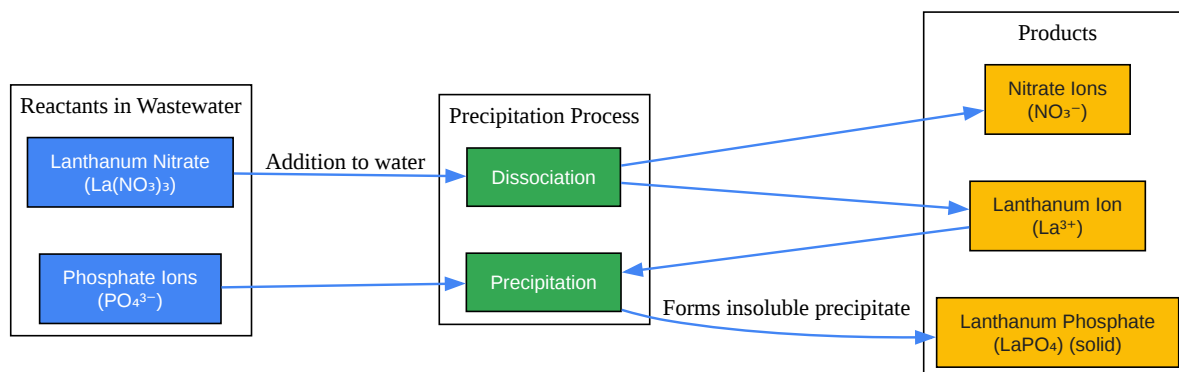 Reactants in Wastewater
Lanthanum Nitrate
(La(NO₃)₃)
Phosphate Ions
(PO₄³⁻)
Addition to water
Precipitation Process
Dissociation
Precipitation
Forms insoluble precipitate
Products
Nitrate Ions
(NO₃⁻)
Lanthanum Ion
(La³⁺)
Lanthanum Phosphate
(LaPO₄) (solid)